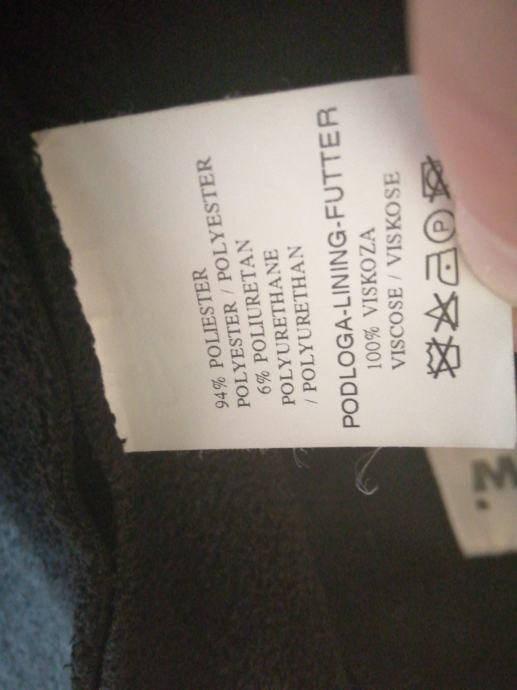 94% POLIESTER
POLYESTER / POLYESTER
6% POLIURETAN
POLYURETHANE
/ POLYURETHAN
PODLOGA-LINING-FUTTER
100% VISKOZA
VISCOSE / VISKOSE
P